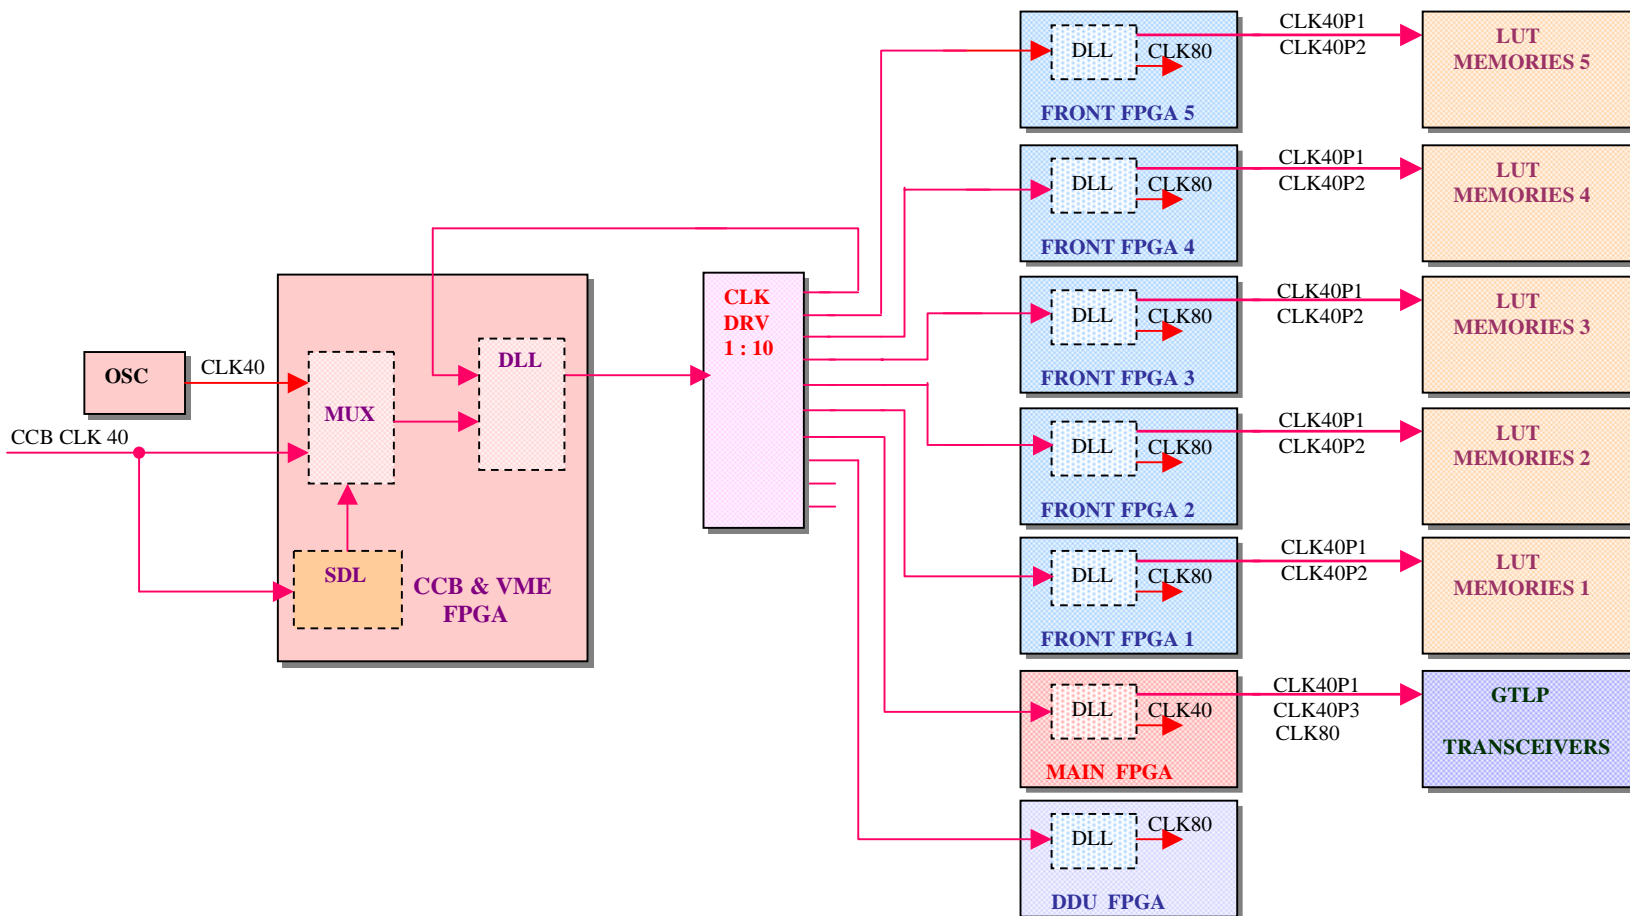 OSC
CLK40
CCB CLK 40
MUX
DLL
SDL
CCB & VME
FPGA
CLK
DRV
1 : 10
DLL
CLK80
FRONT FPGA 5
CLK40P1
CLK40P2
LUT
MEMORIES 5
DLL
CLK80
FRONT FPGA 4
CLK40P1
CLK40P2
LUT
MEMORIES 4
DLL
CLK80
FRONT FPGA 3
CLK40P1
CLK40P2
LUT
MEMORIES 3
DLL
CLK80
FRONT FPGA 2
CLK40P1
CLK40P2
LUT
MEMORIES 2
DLL
CLK80
FRONT FPGA 1
CLK40P1
CLK40P2
LUT
MEMORIES 1
DLL
CLK40
MAIN FPGA
CLK40P1
CLK40P3
CLK80
GTLP
TRANSCEIVERS
DLL
CLK80
DDU FPGA